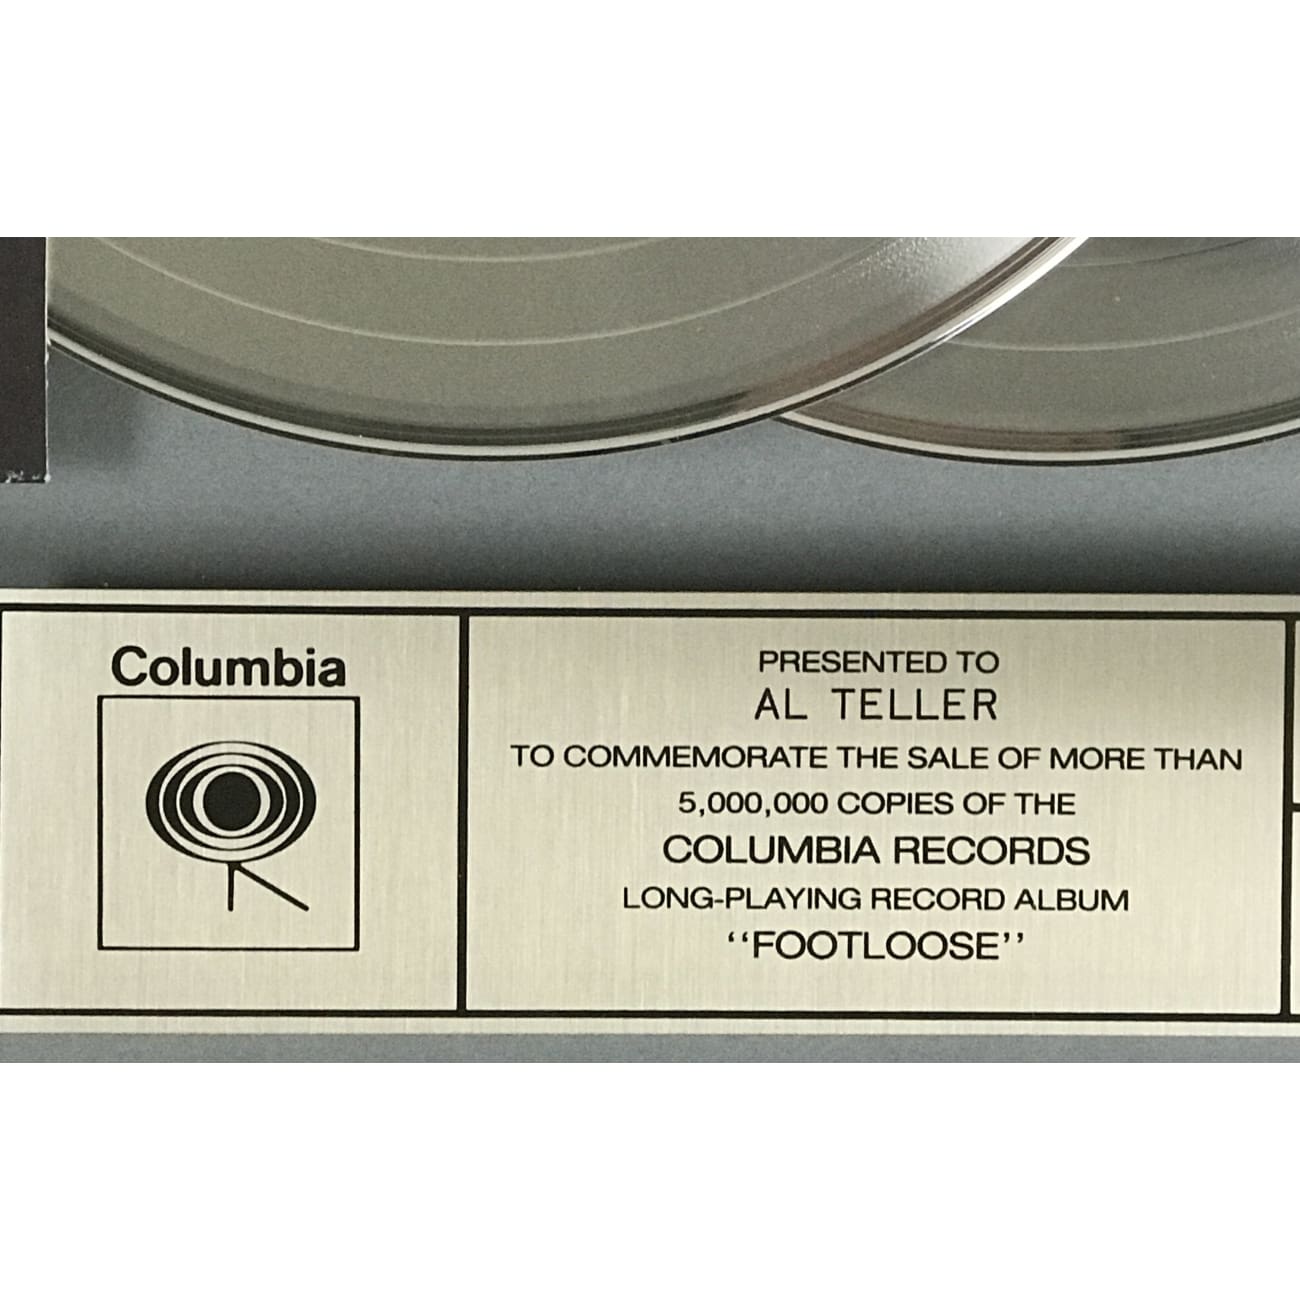 Columbia
PRESENTED TO
AL TELLER
TO COMMEMORATE THE SALE OF MORE THAN
5,000,000 COPIES OF THE
COLUMBIA RECORDS
LONG-PLAYING RECORD ALBUM
‘‘FOOTLOOSE’’